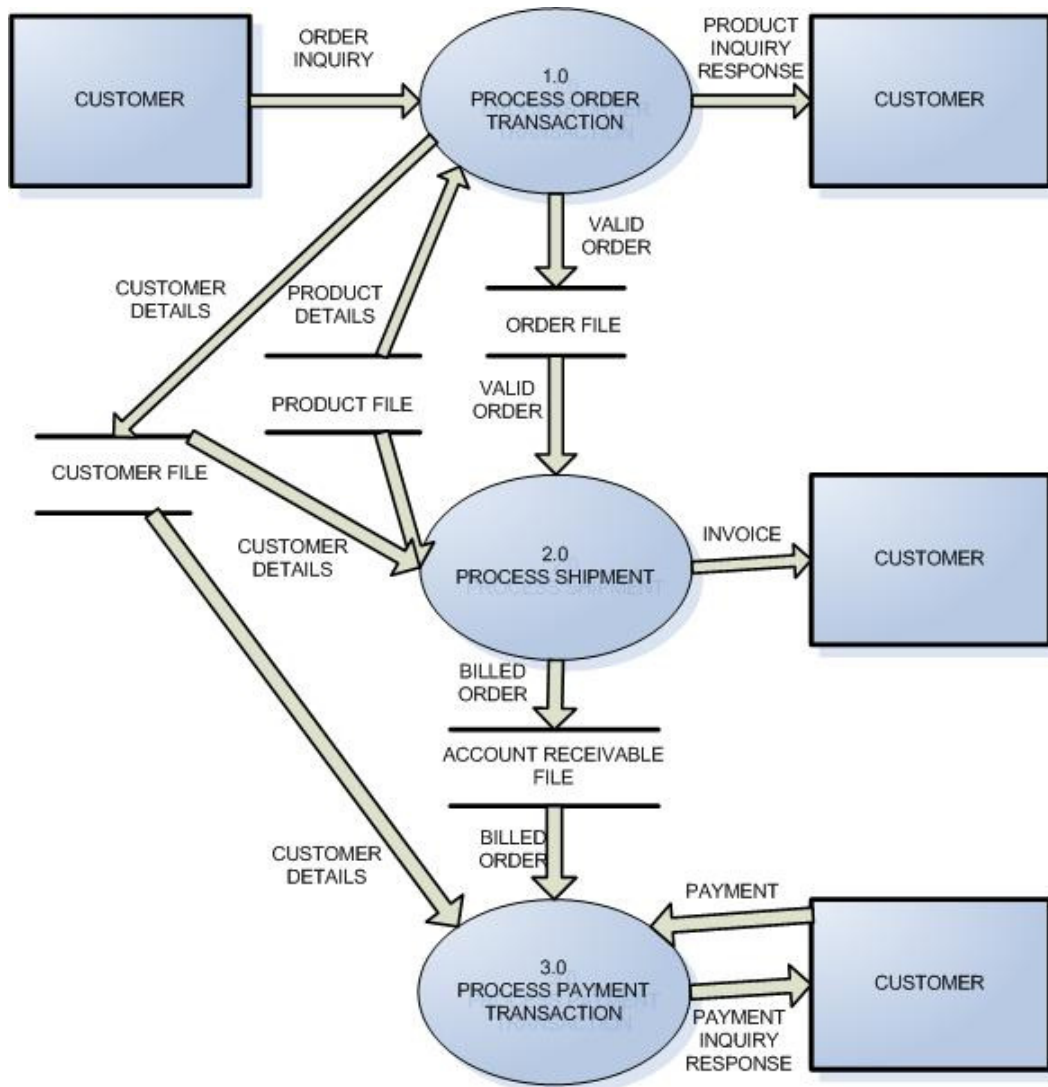 ORDER
INQUIRY
PRODUCT
INQUIRY
RESPONSE
CUSTOMER
1.0
PROCESS ORDER
TRANSACTION
CUSTOMER
VALID
ORDER
CUSTOMER
DETAILS
PRODUCT
DETAILS
ORDER FILE
VALID
ORDER
PRODUCT FILE
CUSTOMER FILE
CUSTOMER
DETAILS
2.0
PROCESS SHIPMENT
INVOICE
CUSTOMER
BILLED
ORDER
ACCOUNT RECEIVABLE
FILE
BILLED
ORDER
CUSTOMER
DETAILS
PAYMENT
3.0
PROCESS PAYMENT
TRANSACTION
CUSTOMER
PAYMENT
INQUIRY
RESPONSE